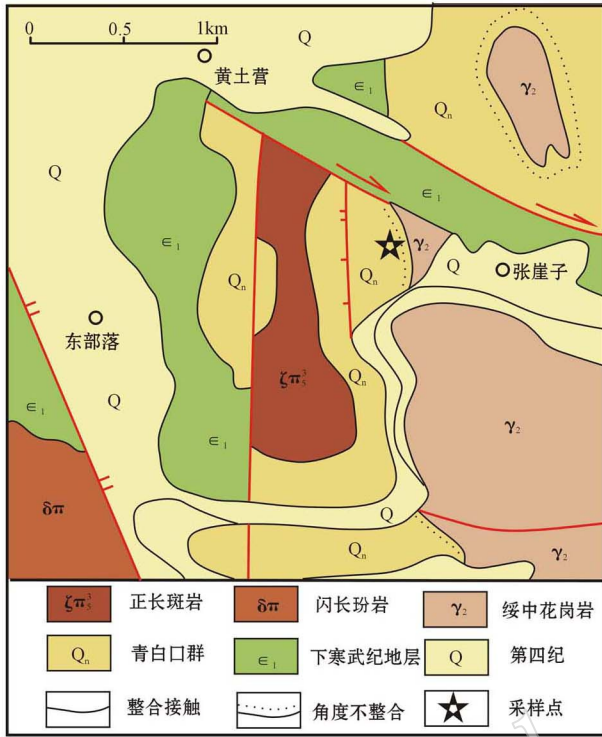 0 0.5 1km
Q
黄土营
∈₁
Qₙ
γ₂
Q
∈₁
∈₁
Qₙ
Qₙ
γ₂
Q
张崖子
东部落
ζπ³₅
Qₙ
Q
∈₁
∈₁
γ₂
δπ
Q
Qₙ
γ₂
ζπ³₅ 正长斑岩 δπ 闪长玢岩 γ₂ 绥中花岗岩
Qₙ 青白口群 ∈₁ 下寒武纪地层 Q 第四纪
整合接触 角度不整合 采样点